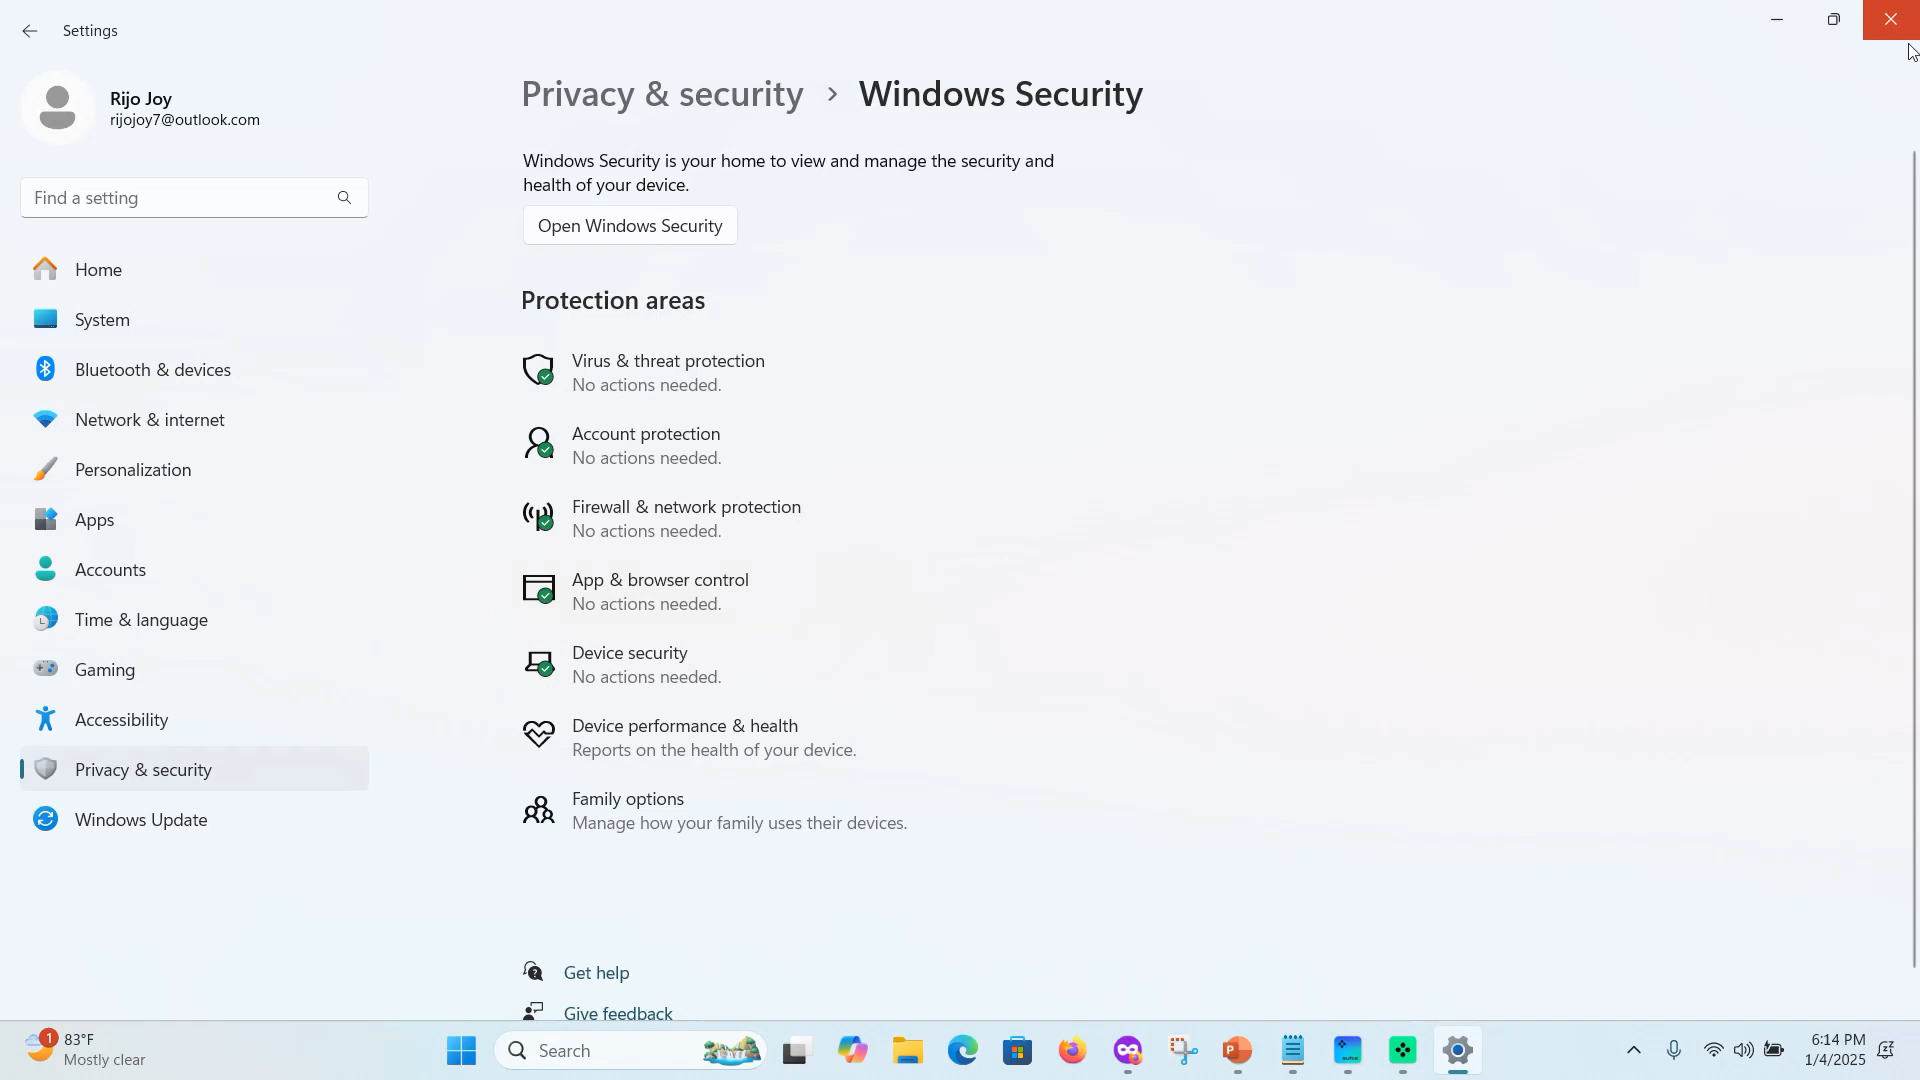 Settings
Rijo Joy
rijojoy7@outlook.com
Find a setting
Home
System
Bluetooth & devices
Network & internet
Personalization
Apps
Accounts
Time & language
Gaming
Accessibility
Privacy & security
Windows Update
Privacy & security > Windows Security
Windows Security is your home to view and manage the security and
health of your device.
Open Windows Security
Protection areas
Virus & threat protection
No actions needed.
Account protection
No actions needed.
Firewall & network protection
No actions needed.
App & browser control
No actions needed.
Device security
No actions needed.
Device performance & health
Reports on the health of your device.
Family options
Manage how your family uses their devices.
Get help
Give feedback
1
83°F
Mostly clear
Search
6:14 PM
1/4/2025